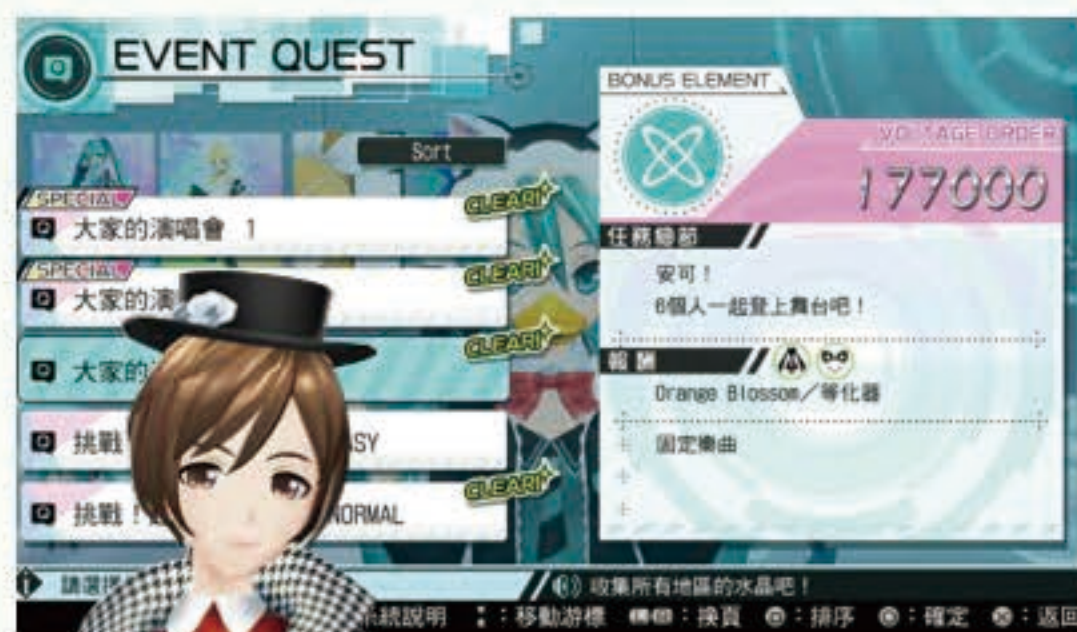 EVENT QUEST
Sort
SPECIAL
大家的演唱會 1
CLEAR!
SPECIAL
大家的演
CLEAR!
大家的
CLEAR!
挑戰
ASY
挑戰！
NORMAL
CLEAR!
BONUS ELEMENT
VOLTAGE ORDER
177000
任務細節
安可！
6個人一起登上舞台吧！
報酬
Orange Blossom／等化器
固定樂曲
請選擇
收集所有地區的水晶吧！
系統說明 ：移動游標 ：換頁 ：排序 ：確定 ：返回